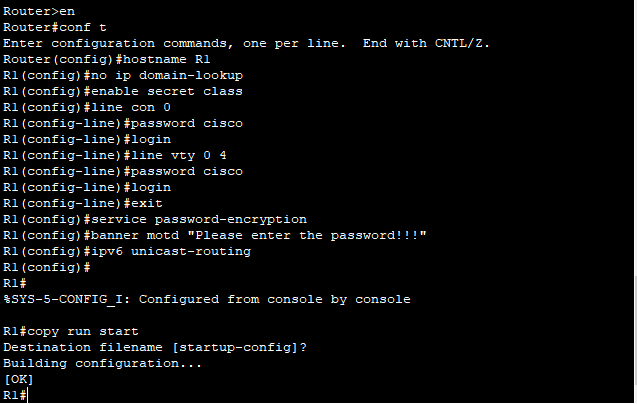 Router>en
Router#conf t
Enter configuration commands, one per line.  End with CNTL/Z.
Router(config)#hostname R1
R1(config)#no ip domain-lookup
R1(config)#enable secret class
R1(config)#line con 0
R1(config-line)#password cisco
R1(config-line)#login
R1(config-line)#line vty 0 4
R1(config-line)#password cisco
R1(config-line)#login
R1(config-line)#exit
R1(config)#service password-encryption
R1(config)#banner motd "Please enter the password!!!"
R1(config)#ipv6 unicast-routing
R1(config)#
R1#
%SYS-5-CONFIG_I: Configured from console by console
R1#copy run start
Destination filename [startup-config]?
Building configuration...
[OK]
R1#